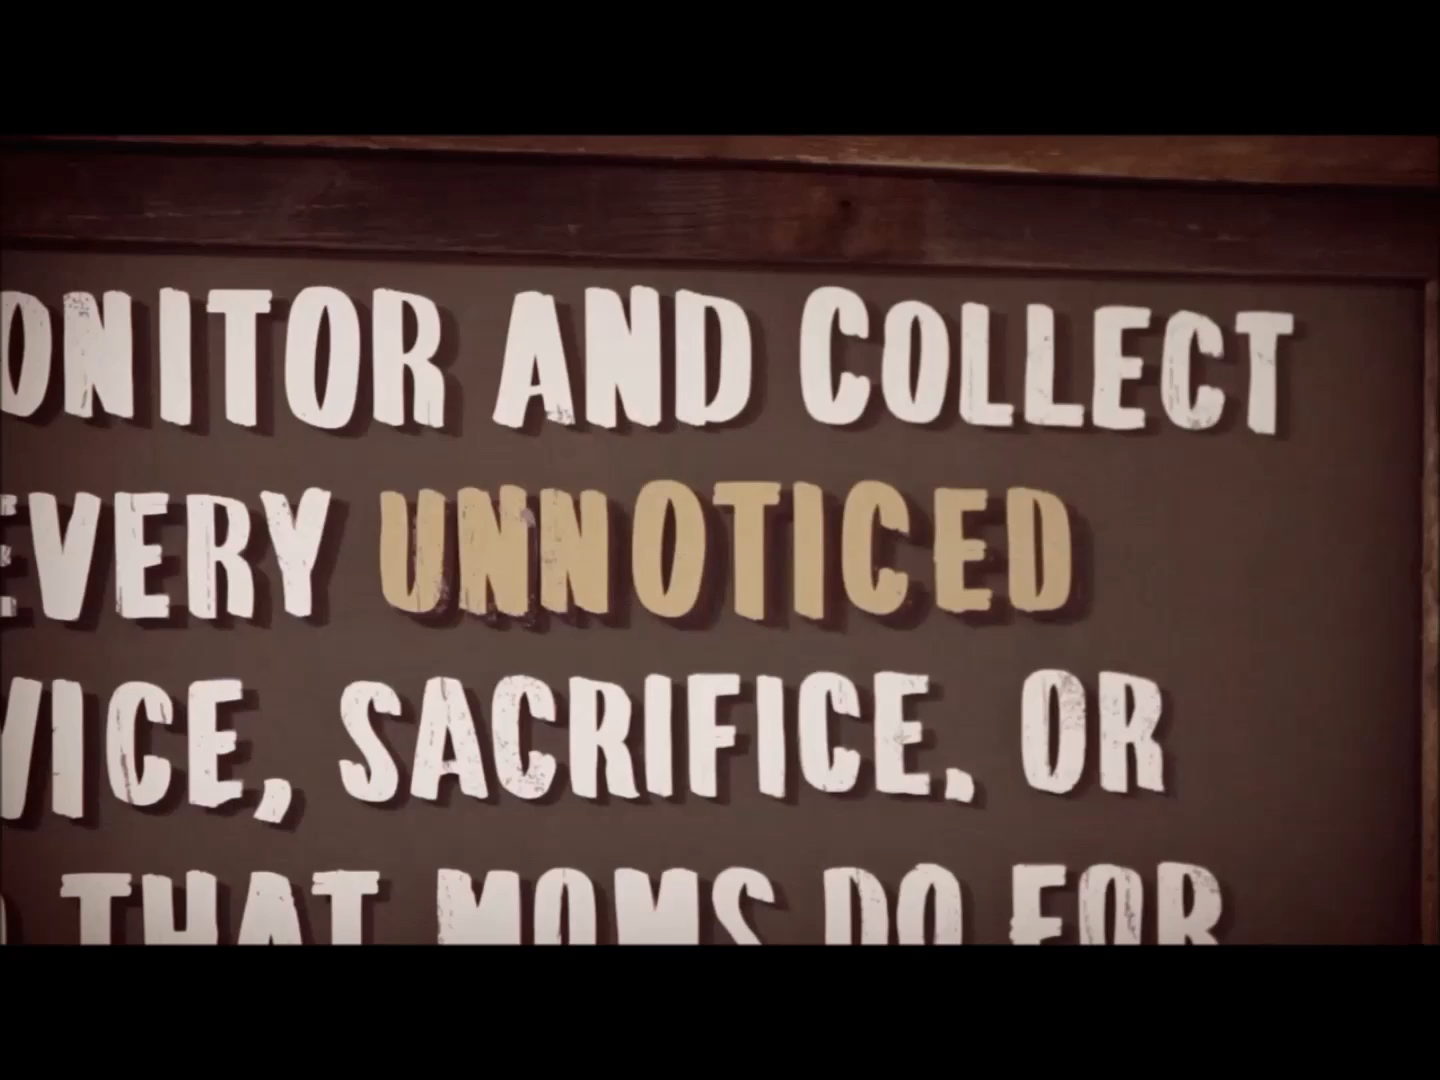 ONITOR AND COLLECT
EVERY UNNOTICED
VICE, SACRIFICE, OR
THAT MOMS DO FOR